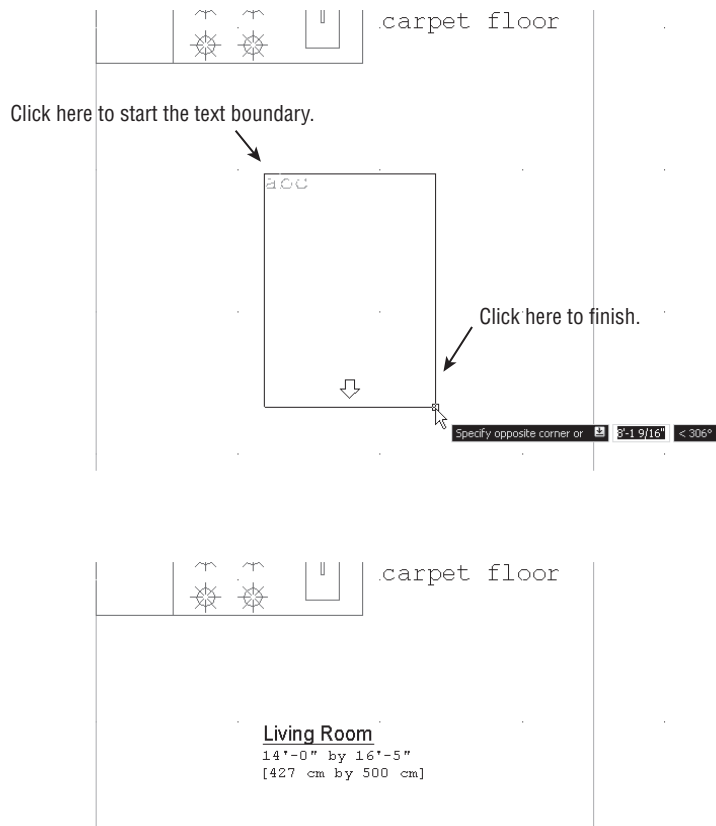 carpet floor
Click here to start the text boundary.
abc
Click here to finish.
Specify opposite corner or 8'-1 9/16" < 306°
carpet floor
Living Room
14'-0" by 16'-5"
[427 cm by 500 cm]